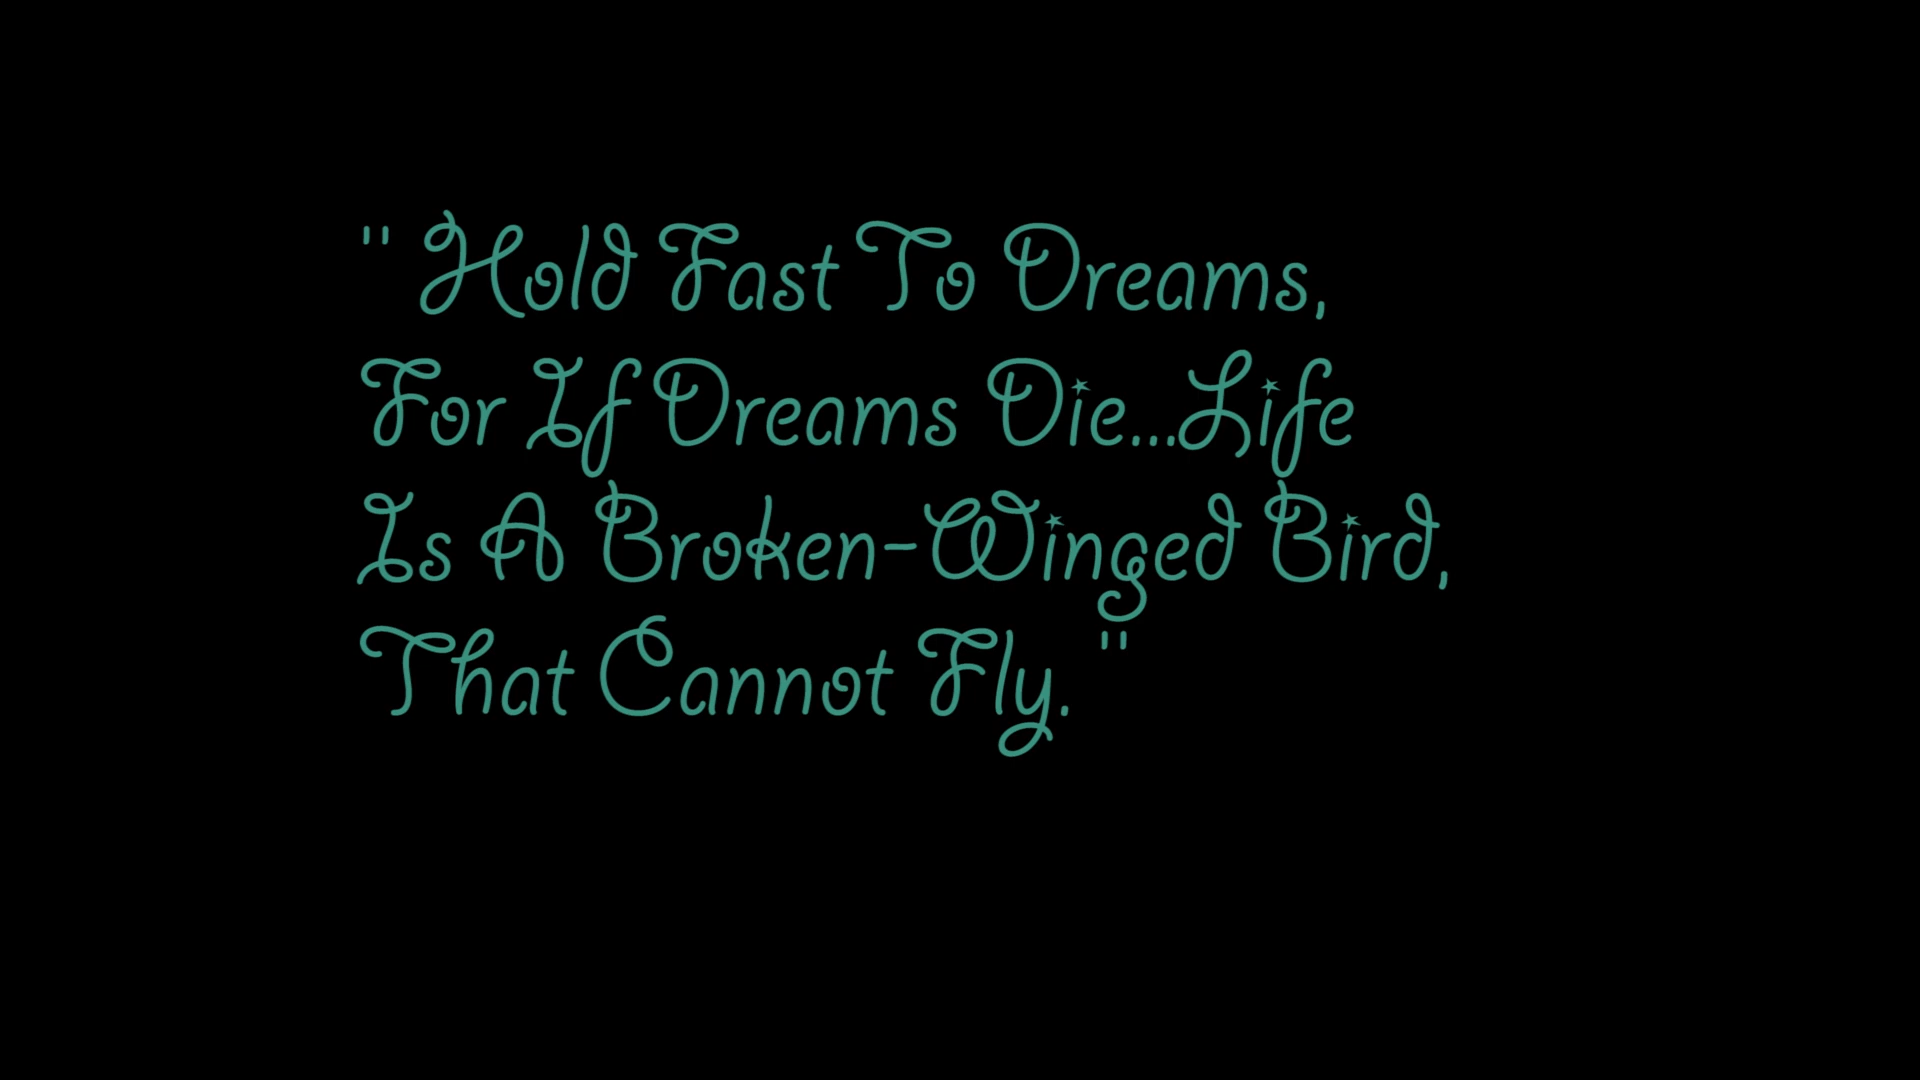 " Hold Fast To Dreams,
For If Dreams Die...Life
Is A Broken-Winged Bird,
That Cannot Fly. "